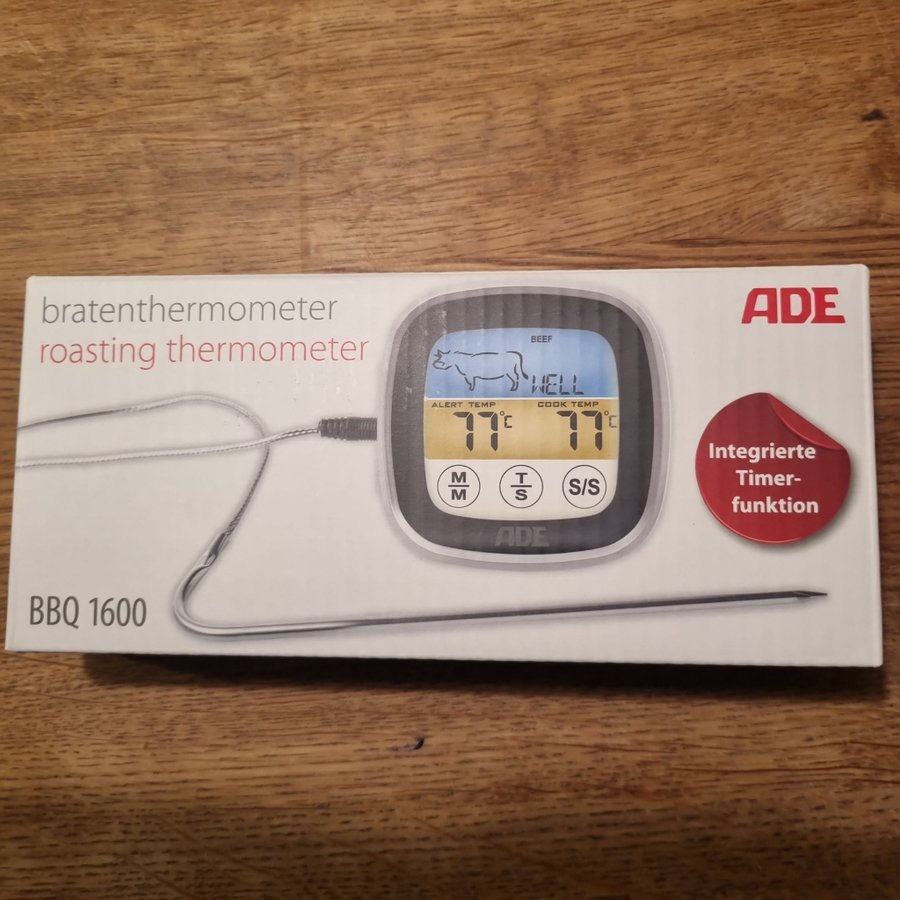 bratenthermometer
roasting thermometer
ADE
BEEF
WELL
ALERT TEMP COOK TEMP
77°C 77°C
M
M
T
S
S/S
ADE
Integrierte
Timer-
funktion
BBQ 1600